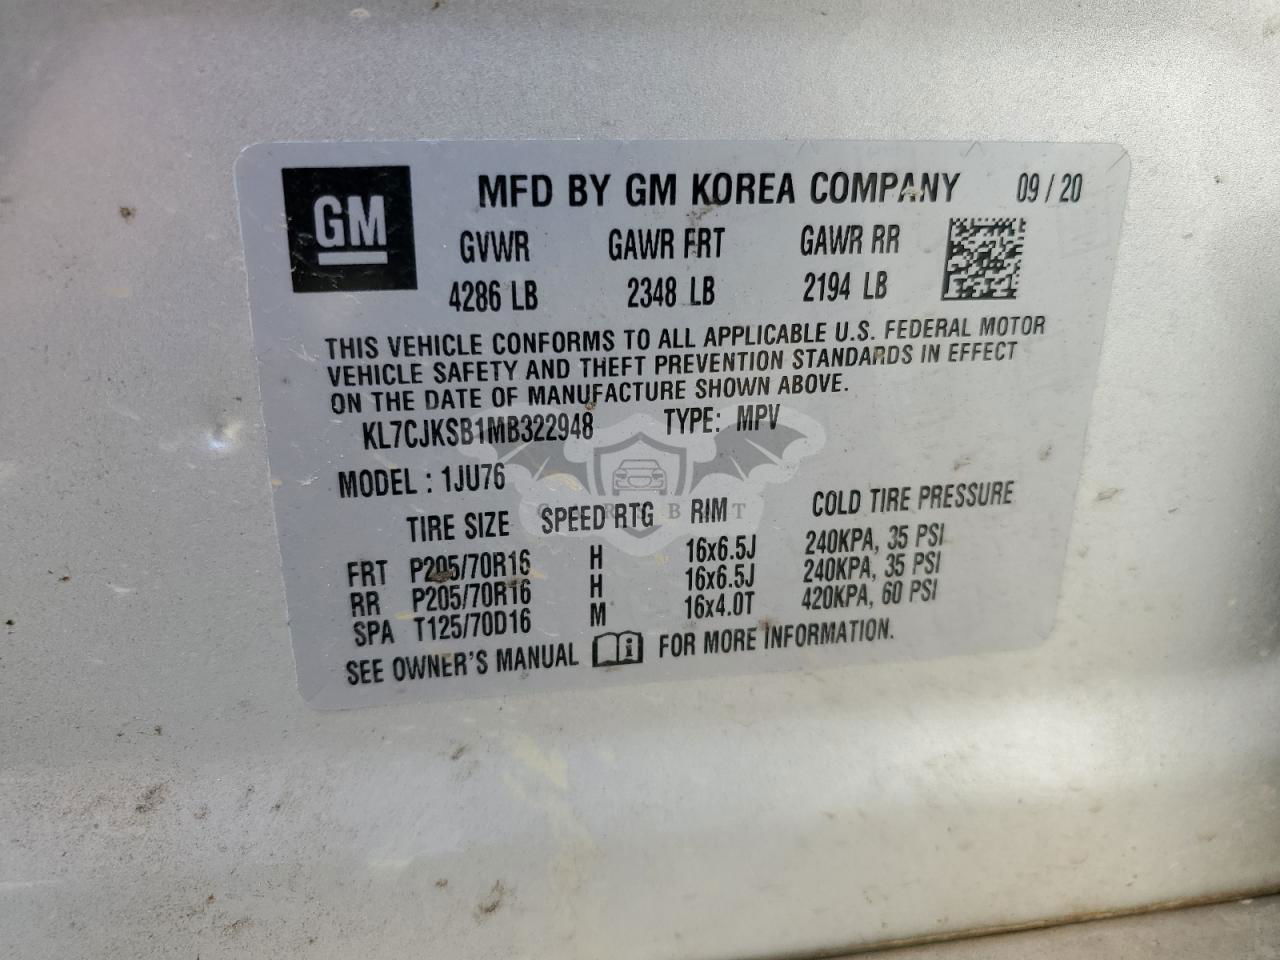 GM
MFD BY GM KOREA COMPANY 09 / 20
GVWR GAWR FRT GAWR RR
4286 LB 2348 LB 2194 LB
THIS VEHICLE CONFORMS TO ALL APPLICABLE U.S. FEDERAL MOTOR
VEHICLE SAFETY AND THEFT PREVENTION STANDARDS IN EFFECT
ON THE DATE OF MANUFACTURE SHOWN ABOVE.
KL7CJKSB1MB322948 TYPE: MPV
MODEL : 1JU76
TIRE SIZE SPEED RTG RIM COLD TIRE PRESSURE
FRT P205/70R16 H 16x6.5J 240KPA, 35 PSI
RR P205/70R16 H 16x6.5J 240KPA, 35 PSI
SPA T125/70D16 M 16x4.0T 420KPA, 60 PSI
SEE OWNER'S MANUAL FOR MORE INFORMATION.